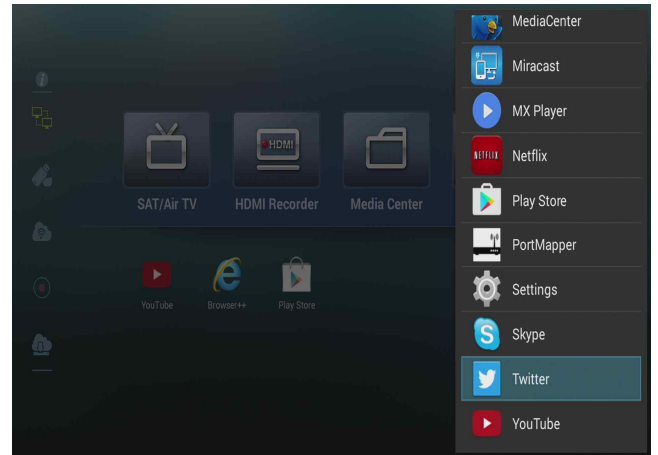 SAT/Air TV
HDMI
HDMI Recorder
Media Center
YouTube
Browser++
Play Store
MediaCenter
Miracast
MX Player
NETFLIX
Netflix
Play Store
PortMapper
Settings
Skype
Twitter
YouTube